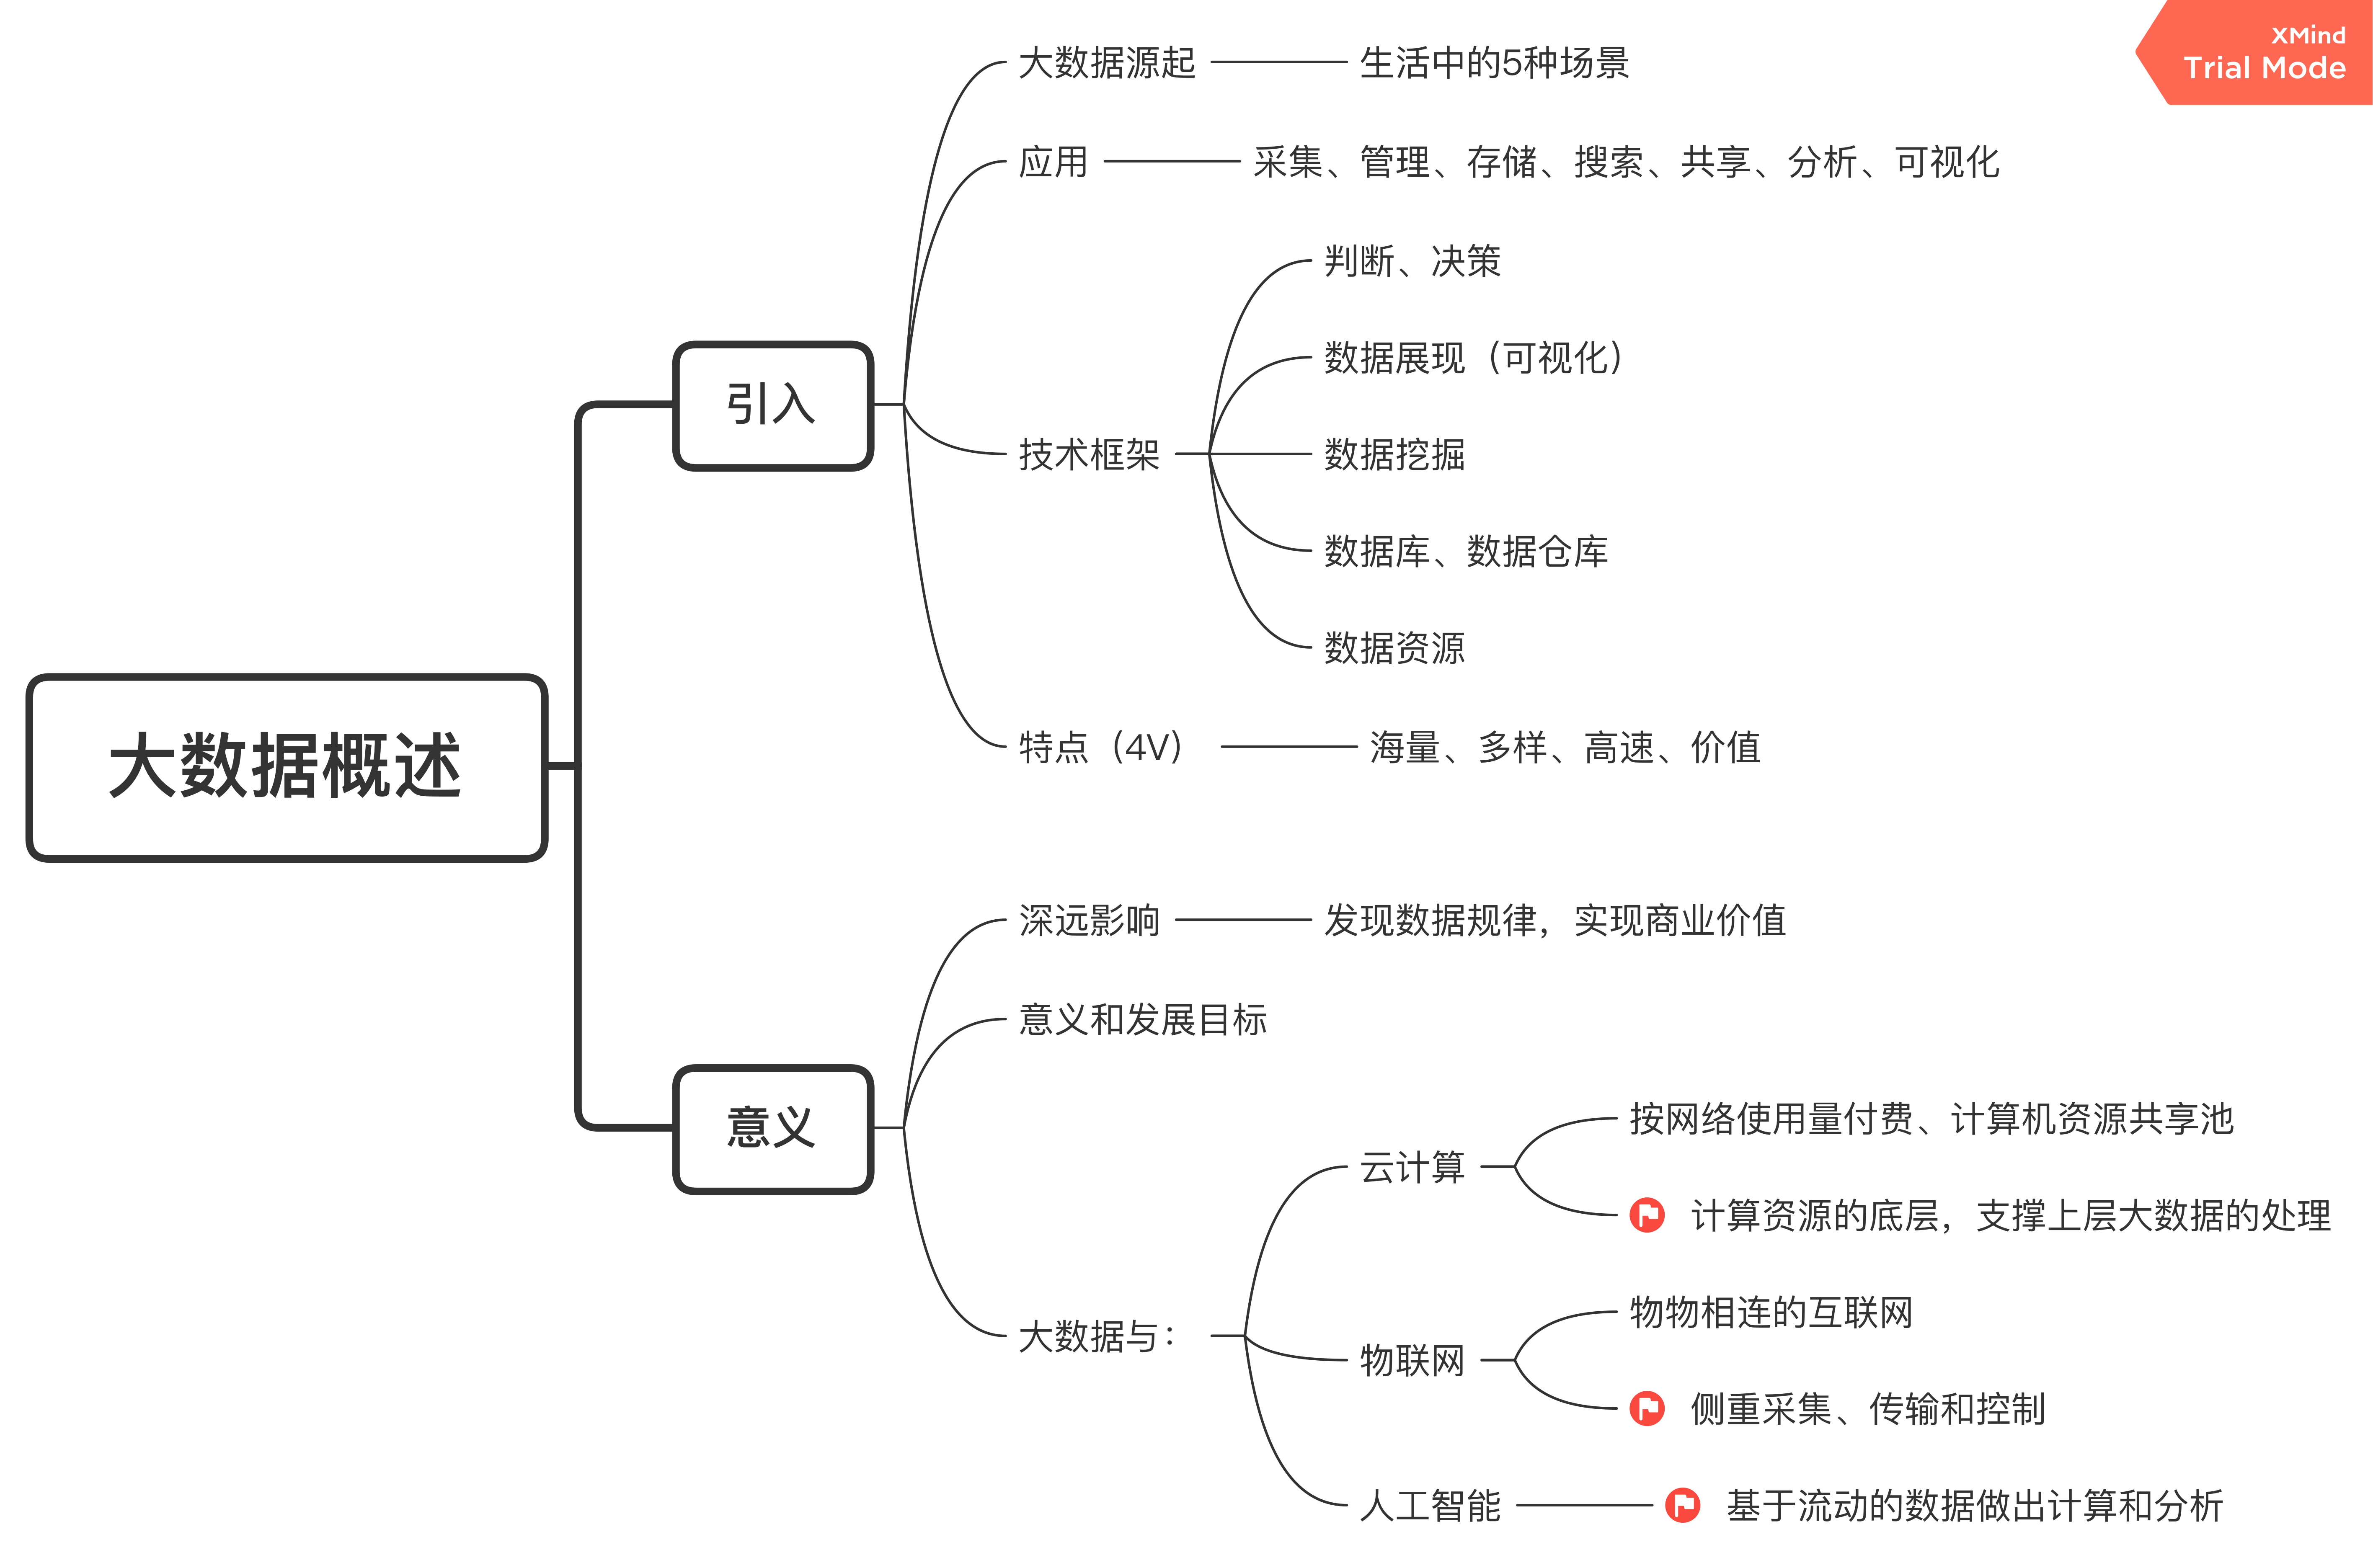 XMind
Trial Mode
大数据概述
引入
大数据源起
生活中的5种场景
应用
采集、管理、存储、搜索、共享、分析、可视化
技术框架
判断、决策
数据展现（可视化）
数据挖掘
数据库、数据仓库
数据资源
特点（4V）
海量、多样、高速、价值
意义
深远影响
发现数据规律，实现商业价值
意义和发展目标
大数据与：
云计算
按网络使用量付费、计算机资源共享池
计算资源的底层，支撑上层大数据的处理
物联网
物物相连的互联网
侧重采集、传输和控制
人工智能
基于流动的数据做出计算和分析